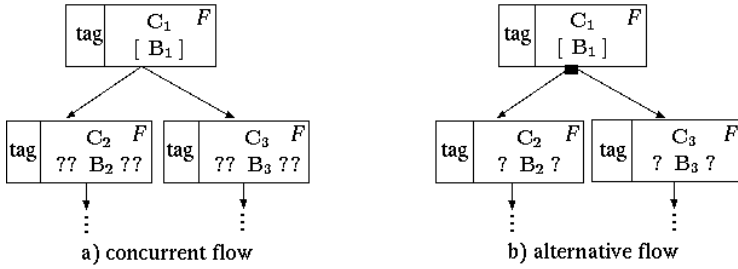 tag C₁ F
[ B₁ ]
tag C₂ F
?? B₂ ??
tag C₃ F
?? B₃ ??
a) concurrent flow
tag C₁ F
[ B₁ ]
tag C₂ F
? B₂ ?
tag C₃ F
? B₃ ?
b) alternative flow